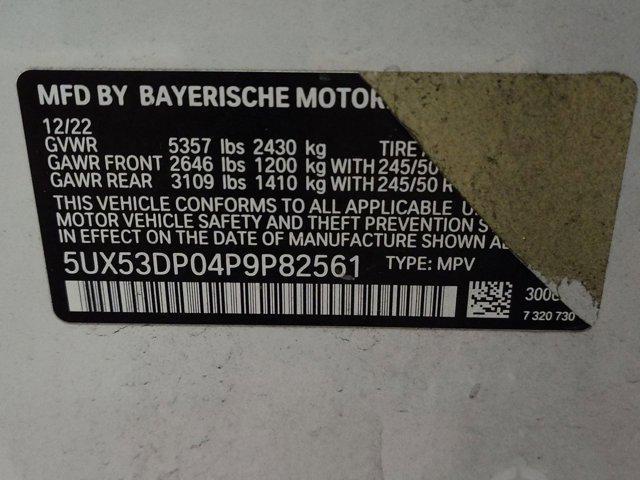 MFD BY BAYERISCHE MOTOR
12/22
GVWR 5357 lbs 2430 kg TIRE
GAWR FRONT 2646 lbs 1200 kg WITH 245/50
GAWR REAR 3109 lbs 1410 kg WITH 245/50 R
THIS VEHICLE CONFORMS TO ALL APPLICABLE U
MOTOR VEHICLE SAFETY AND THEFT PREVENTION S
EFFECT ON THE DATE OF MANUFACTURE SHOWN AB
5UX53DP04P9P82561 TYPE: MPV
300
7 320 730